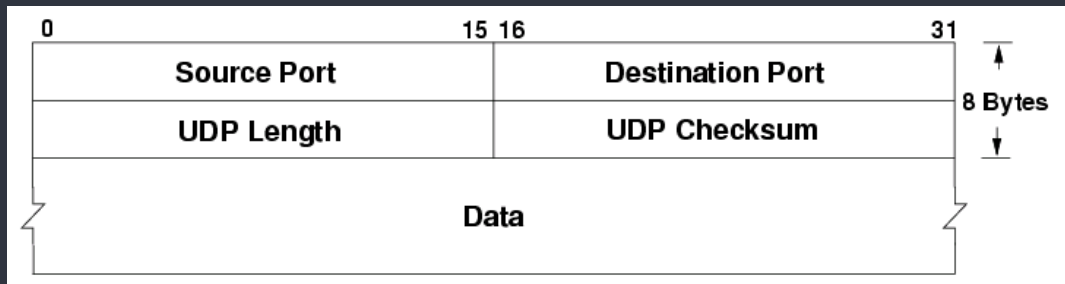 0 15 16 31
Source Port Destination Port
8 Bytes
UDP Length UDP Checksum
Data